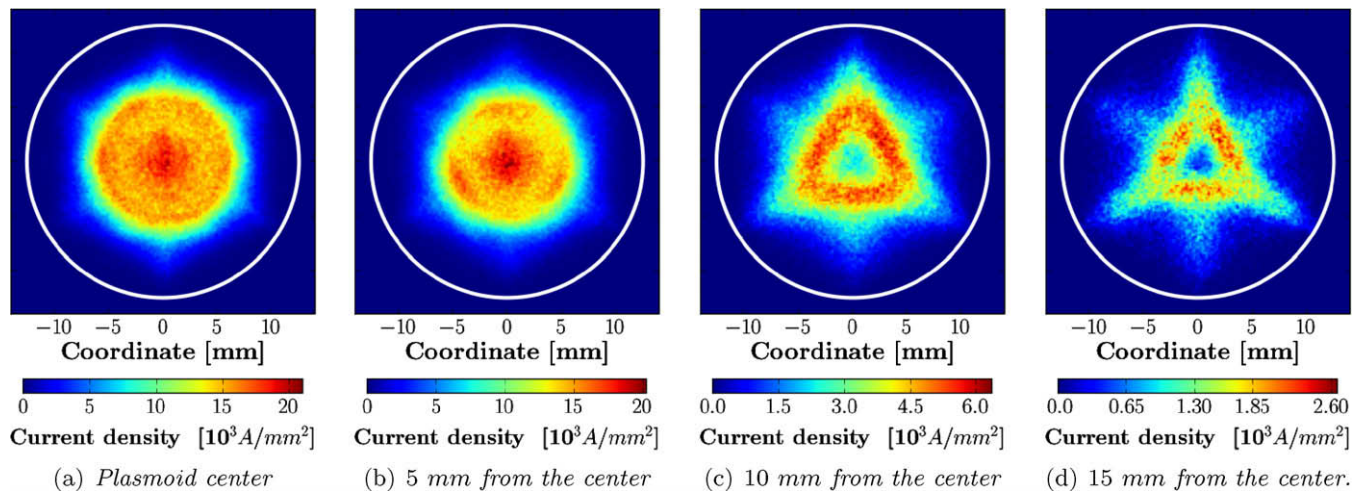 −10 −5 0 5 10 −10 −5 0 5 10 −10 −5 0 5 10 −10 −5 0 5 10
Coordinate [mm] Coordinate [mm] Coordinate [mm] Coordinate [mm]
0 5 10 15 20 0 5 10 15 20 0.0 1.5 3.0 4.5 6.0 0.0 0.65 1.30 1.85 2.60
Current density [10³A/mm²] Current density [10³A/mm²] Current density [10³A/mm²] Current density [10³A/mm²]
(a) Plasmoid center (b) 5 mm from the center (c) 10 mm from the center (d) 15 mm from the center.